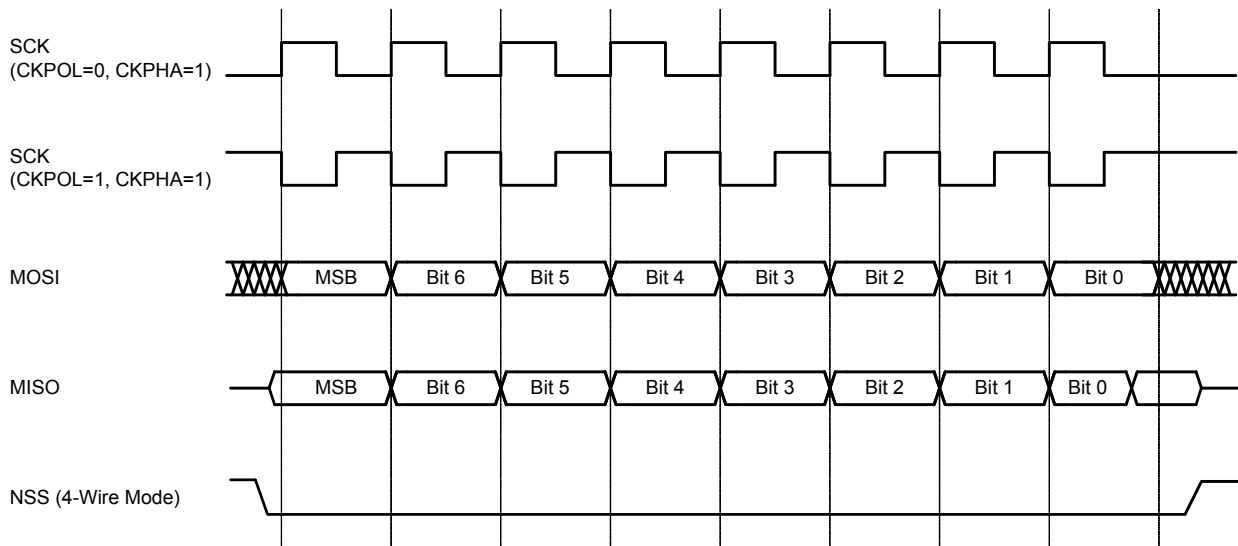 SCK
(CKPOL=0, CKPHA=1)
SCK
(CKPOL=1, CKPHA=1)
MOSI
MSB Bit 6 Bit 5 Bit 4 Bit 3 Bit 2 Bit 1 Bit 0
MISO
MSB Bit 6 Bit 5 Bit 4 Bit 3 Bit 2 Bit 1 Bit 0
NSS (4-Wire Mode)